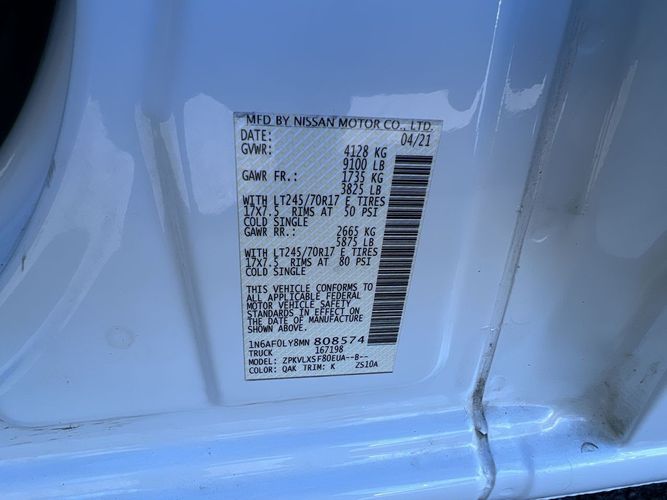 MFD BY NISSAN MOTOR CO., LTD.
DATE: 04/21
GVWR: 4128 KG
9100 LB
GAWR FR.: 1735 KG
3825 LB
WITH LT245/70R17 E TIRES
17X7.5 RIMS AT 50 PSI
COLD SINGLE
GAWR RR.: 2665 KG
5875 LB
WITH LT245/70R17 E TIRES
17X7.5 RIMS AT 80 PSI
COLD SINGLE
THIS VEHICLE CONFORMS TO
ALL APPLICABLE FEDERAL
MOTOR VEHICLE SAFETY
STANDARDS IN EFFECT ON
THE DATE OF MANUFACTURE
SHOWN ABOVE.
1N6AF0LY8MN 808574
TRUCK 167198
MODEL: ZPKVLXSF80EUA--B--
COLOR: QAK TRIM: K ZS10A